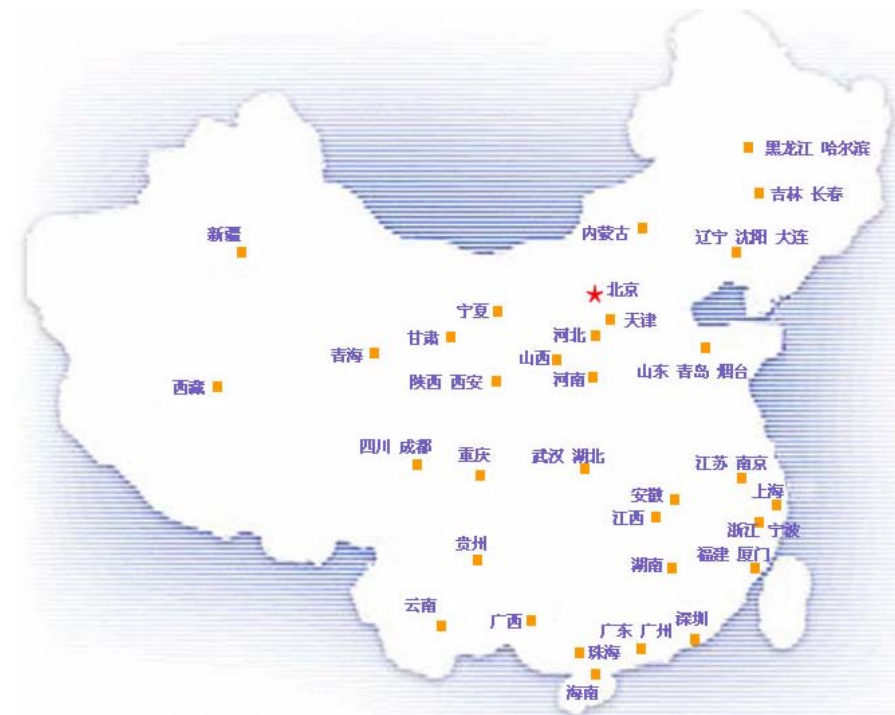 黑龙江 哈尔滨
吉林 长春
内蒙古
辽宁 沈阳 大连
新疆
北京
宁夏
天津
甘肃
河北
青海
山西
山东 青岛 烟台
西藏
陕西 西安
河南
四川 成都
重庆
武汉 湖北
江苏 南京
安徽
上海
江西
浙江 宁波
贵州
湖南
福建 厦门
云南
广西
广东 广州
深圳
珠海
海南